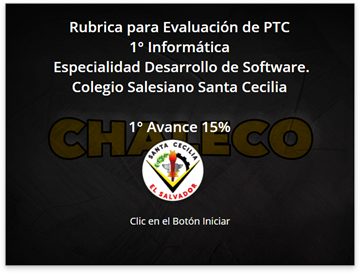 Rubrica para Evaluación de PTC
1° Informática
Especialidad Desarrollo de Software.
Colegio Salesiano Santa Cecilia
1° Avance 15%
CHALECO
SANTA CECILIA
EL SALVADOR
Clic en el Botón Iniciar